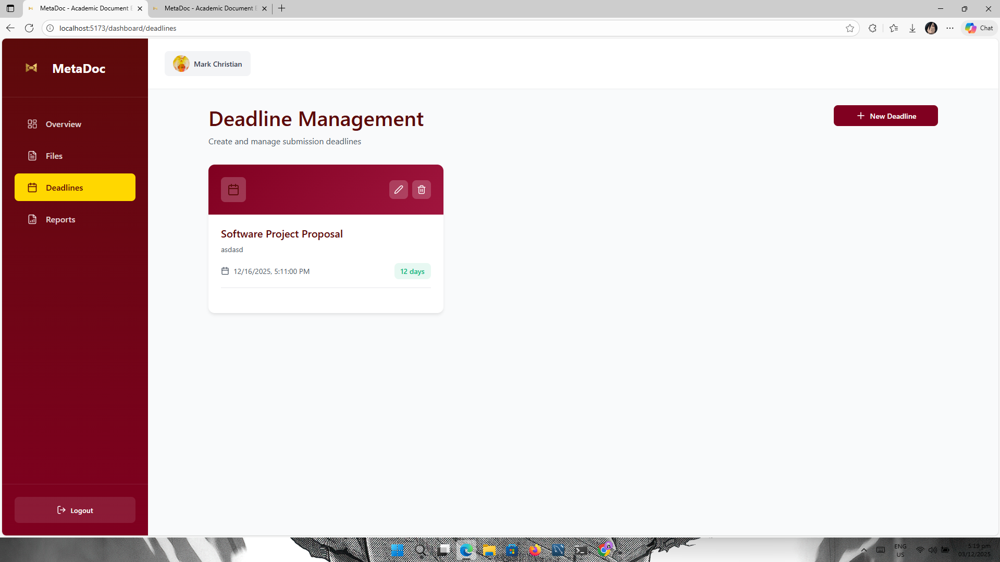 MetaDoc - Academic Document E
MetaDoc - Academic Document E
localhost:5173/dashboard/deadlines
Chat
MetaDoc
Mark Christian
Overview
Files
Deadlines
Reports
Logout
Deadline Management
Create and manage submission deadlines
New Deadline
Software Project Proposal
asdasd
12/16/2025, 5:11:00 PM
12 days
ENG
US
5:19 pm
03/12/2025